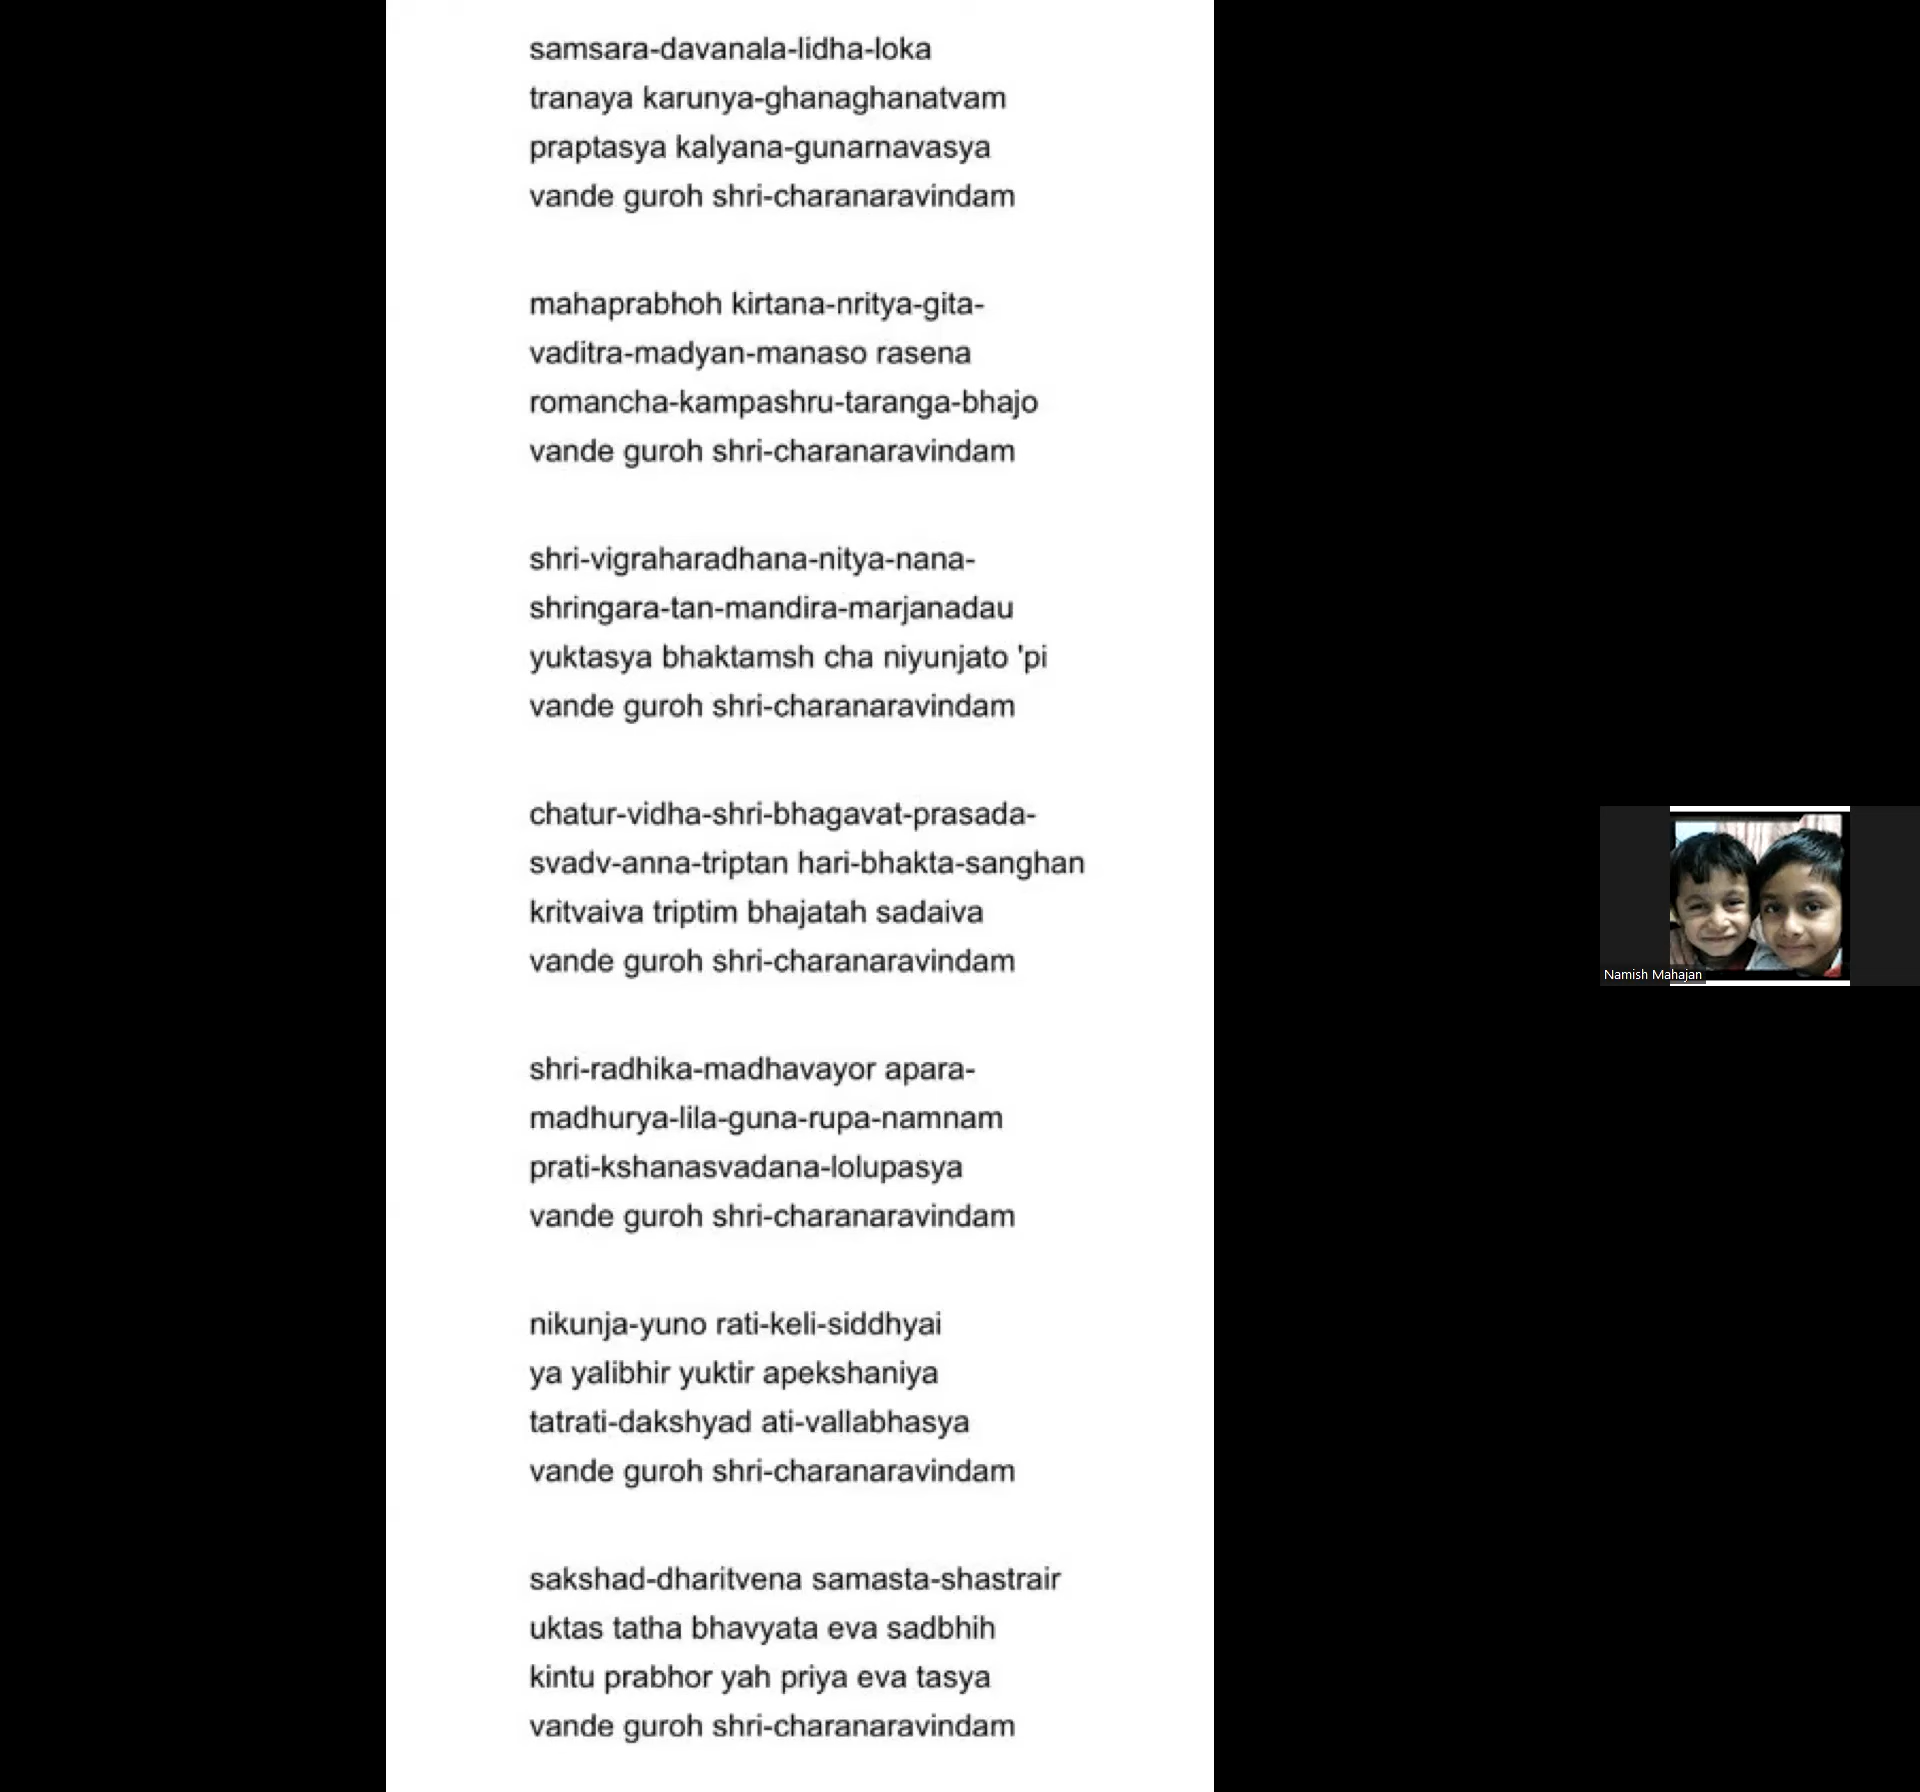 samsara-davanala-lidha-loka
tranaya karunya-ghanaghanatvam
praptasya kalyana-gunarnavasya
vande guroh shri-charanaravindam
mahaprabhoh kirtana-nritya-gita-
vaditra-madyan-manaso rasena
romancha-kampashru-taranga-bhajo
vande guroh shri-charanaravindam
shri-vigraharadhana-nitya-nana-
shringara-tan-mandira-marjanadau
yuktasya bhaktamsh cha niyunjato 'pi
vande guroh shri-charanaravindam
chatur-vidha-shri-bhagavat-prasada-
svadv-anna-triptan hari-bhakta-sanghan
kritvaiva triptim bhajatah sadaiva
vande guroh shri-charanaravindam
shri-radhika-madhavayor apara-
madhurya-lila-guna-rupa-namnam
prati-kshanasvadana-lolupasya
vande guroh shri-charanaravindam
nikunja-yuno rati-keli-siddhyai
ya yalibhir yuktir apekshaniya
tatrati-dakshyad ati-vallabhasya
vande guroh shri-charanaravindam
sakshad-dharitvena samasta-shastrair
uktas tatha bhavyata eva sadbhih
kintu prabhor yah priya eva tasya
vande guroh shri-charanaravindam
Namish Mahajan